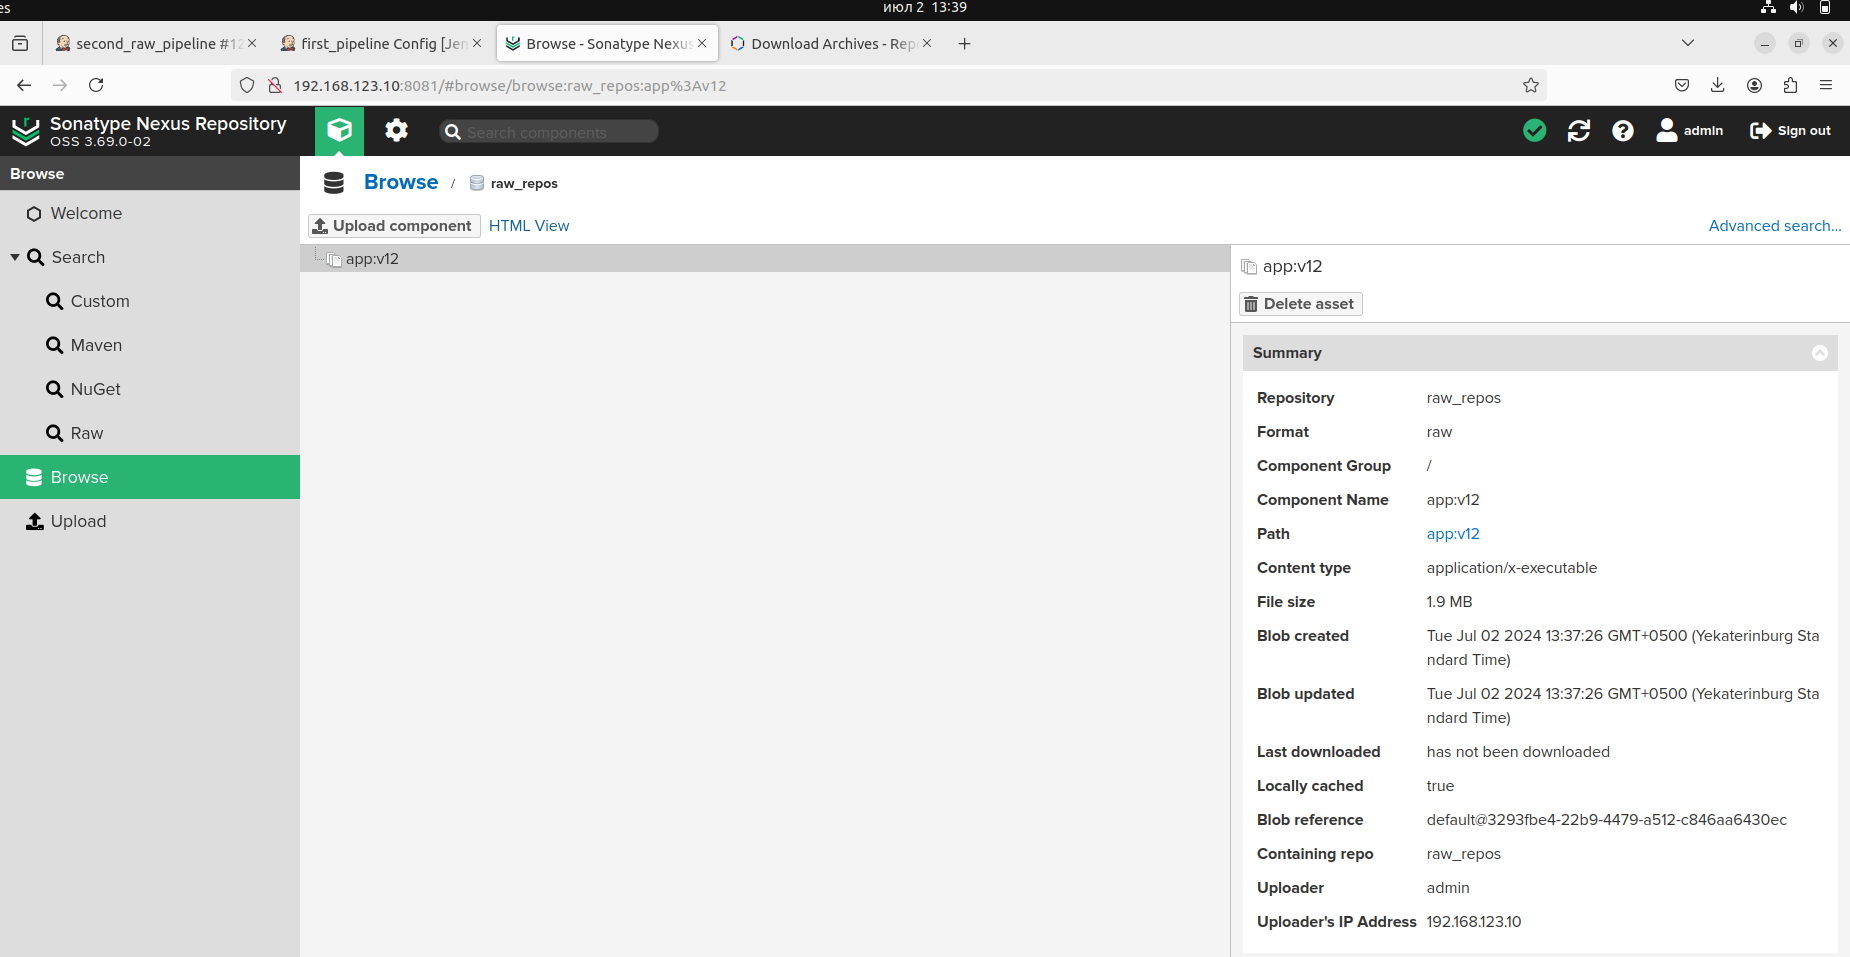 es
июл 2 13:39
second_raw_pipeline #12
first_pipeline Config [Jen
Browse - Sonatype Nexus
Download Archives - Rep
192.168.123.10:8081/#browse/browse:raw_repos:app%3Av12
Sonatype Nexus Repository
OSS 3.69.0-02
Search components
admin
Sign out
Browse
Welcome
Search
Custom
Maven
NuGet
Raw
Browse
Upload
Browse / raw_repos
Upload component
HTML View
Advanced search...
app:v12
app:v12
Delete asset
Summary
Repository raw_repos
Format raw
Component Group /
Component Name app:v12
Path app:v12
Content type application/x-executable
File size 1.9 MB
Blob created Tue Jul 02 2024 13:37:26 GMT+0500 (Yekaterinburg Sta
ndard Time)
Blob updated Tue Jul 02 2024 13:37:26 GMT+0500 (Yekaterinburg Sta
ndard Time)
Last downloaded has not been downloaded
Locally cached true
Blob reference default@3293fbe4-22b9-4479-a512-c846aa6430ec
Containing repo raw_repos
Uploader admin
Uploader's IP Address 192.168.123.10